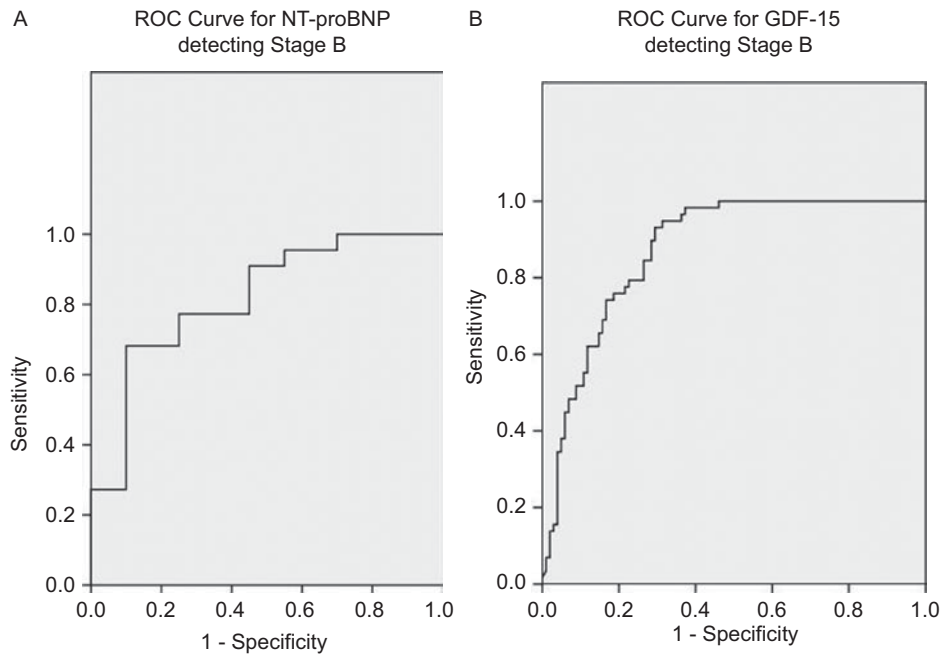 A
ROC Curve for NT-proBNP
detecting Stage B
1.0
0.8
0.6
0.4
0.2
0.0
Sensitivity
0.0 0.2 0.4 0.6 0.8 1.0
1 - Specificity
B
ROC Curve for GDF-15
detecting Stage B
1.0
0.8
0.6
0.4
0.2
0.0
Sensitivity
0.0 0.2 0.4 0.6 0.8 1.0
1 - Specificity